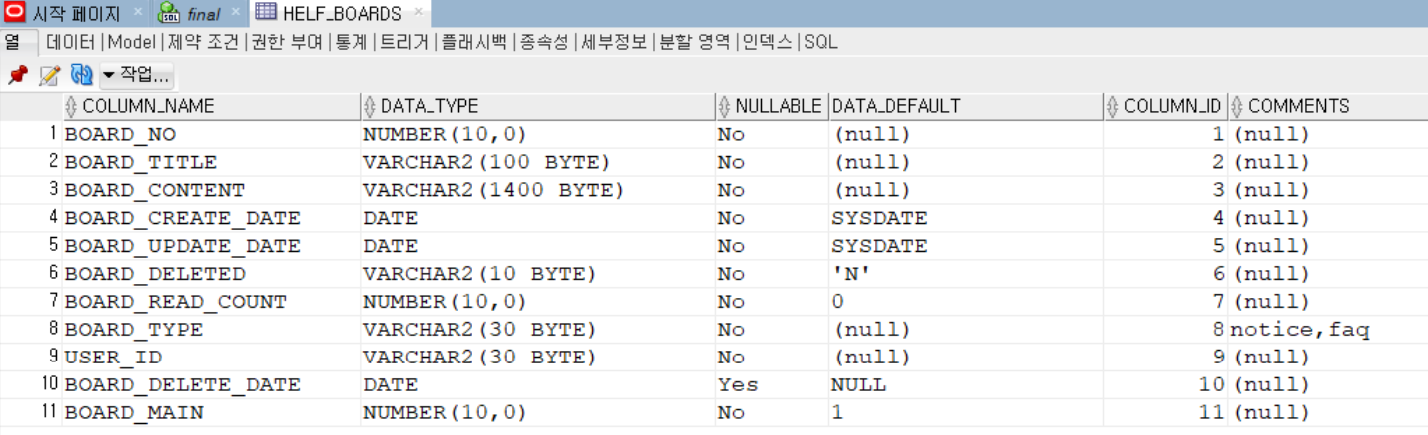 시작 페이지 × final × HELF_BOARDS ×
열 데이터 |Model |제약 조건 |권한 부여 |통계 |트리거 |플래시백 |종속성 |세부정보 |분할 영역 |인덱스 |SQL
작업...
COLUMN_NAME DATA_TYPE NULLABLE DATA_DEFAULT COLUMN_ID COMMENTS
1 BOARD_NO NUMBER(10,0) No (null) 1 (null)
2 BOARD_TITLE VARCHAR2(100 BYTE) No (null) 2 (null)
3 BOARD_CONTENT VARCHAR2(1400 BYTE) No (null) 3 (null)
4 BOARD_CREATE_DATE DATE No SYSDATE 4 (null)
5 BOARD_UPDATE_DATE DATE No SYSDATE 5 (null)
6 BOARD_DELETED VARCHAR2(10 BYTE) No 'N' 6 (null)
7 BOARD_READ_COUNT NUMBER(10,0) No 0 7 (null)
8 BOARD_TYPE VARCHAR2(30 BYTE) No (null) 8 notice,faq
9 USER_ID VARCHAR2(30 BYTE) No (null) 9 (null)
10 BOARD_DELETE_DATE DATE Yes NULL 10 (null)
11 BOARD_MAIN NUMBER(10,0) No 1 11 (null)